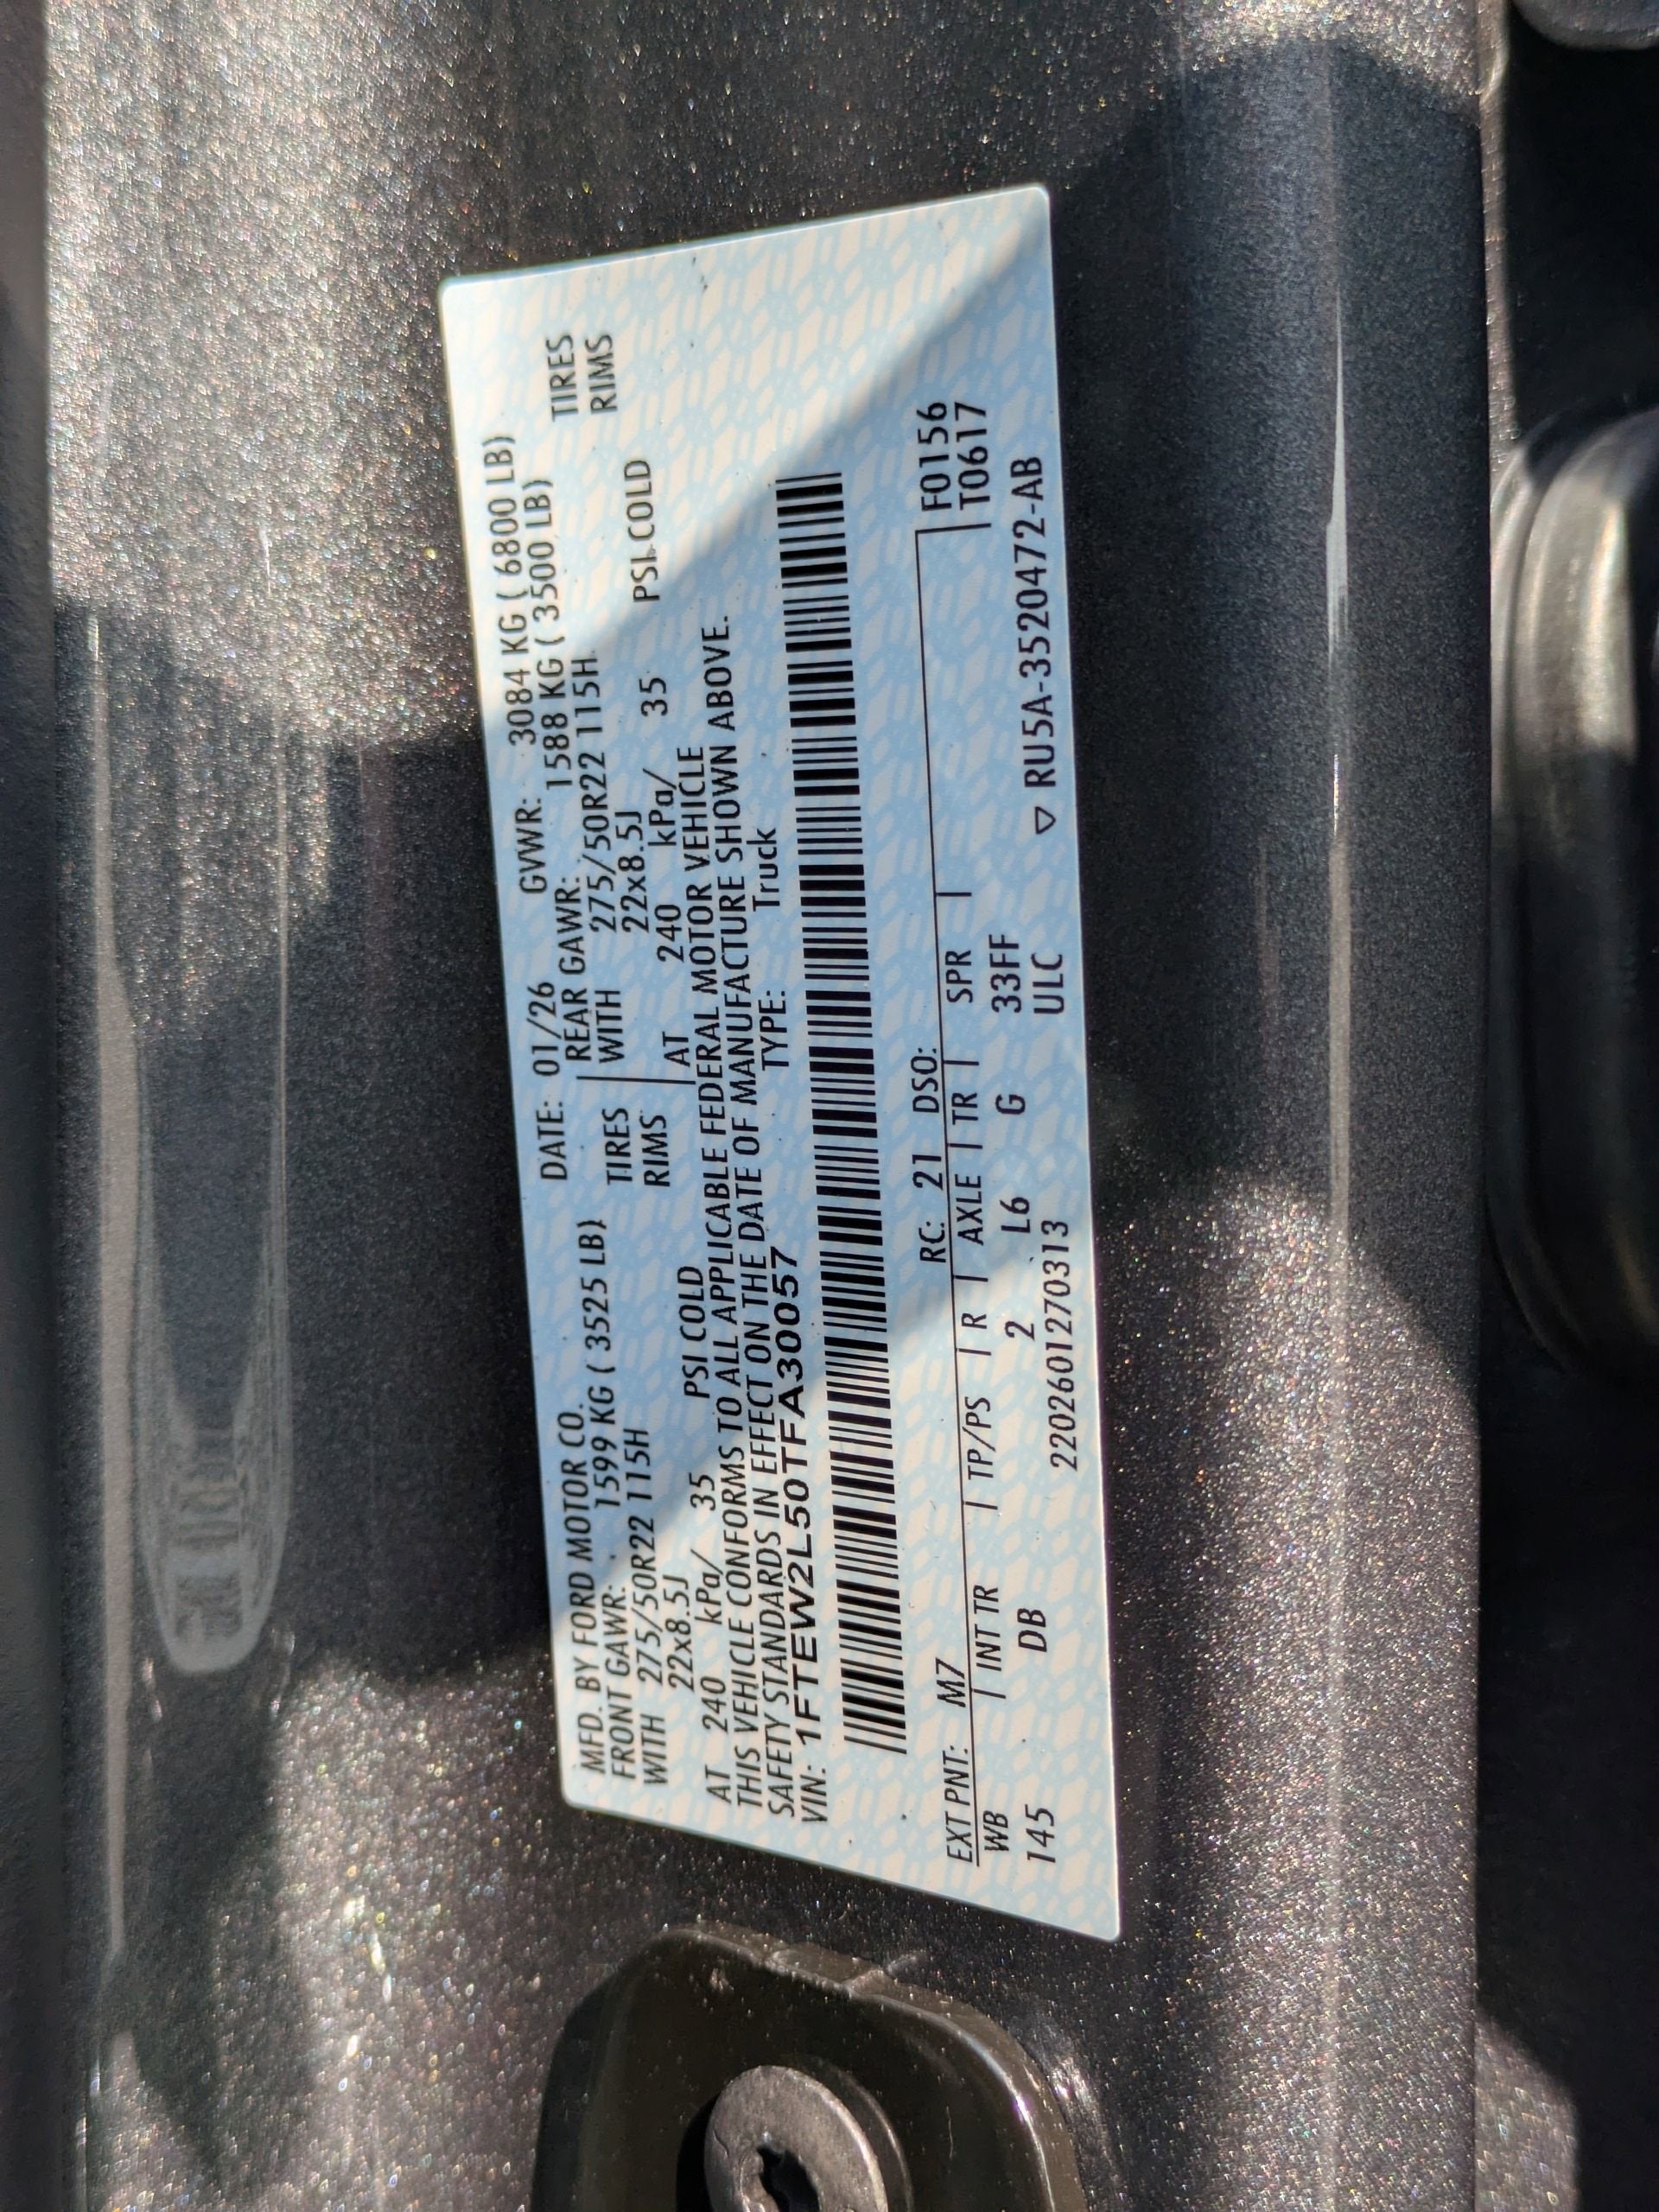 MFD. BY FORD MOTOR CO. DATE: 01/26 GVWR: 3084 KG ( 6800 LB)
FRONT GAWR: 1599 KG ( 3525 LB) REAR GAWR: 1588 KG ( 3500 LB)
WITH 275/50R22 115H TIRES WITH 275/50R22 115H TIRES
22x8.5J RIMS 22x8.5J RIMS
AT 240 kPa/ 35 PSI COLD AT 240 kPa/ 35 PSI COLD
THIS VEHICLE CONFORMS TO ALL APPLICABLE FEDERAL MOTOR VEHICLE
SAFETY STANDARDS IN EFFECT ON THE DATE OF MANUFACTURE SHOWN ABOVE.
VIN: 1FTEW2L50TFA30057 TYPE: Truck
EXT PNT: M7 RC: 21 DSO:
WB INT TR TP/PS R AXLE TR SPR F0156
T0617
145 DB 2 L6 G 33FF
2202601270313 ULC ▽ RU5A-3520472-AB